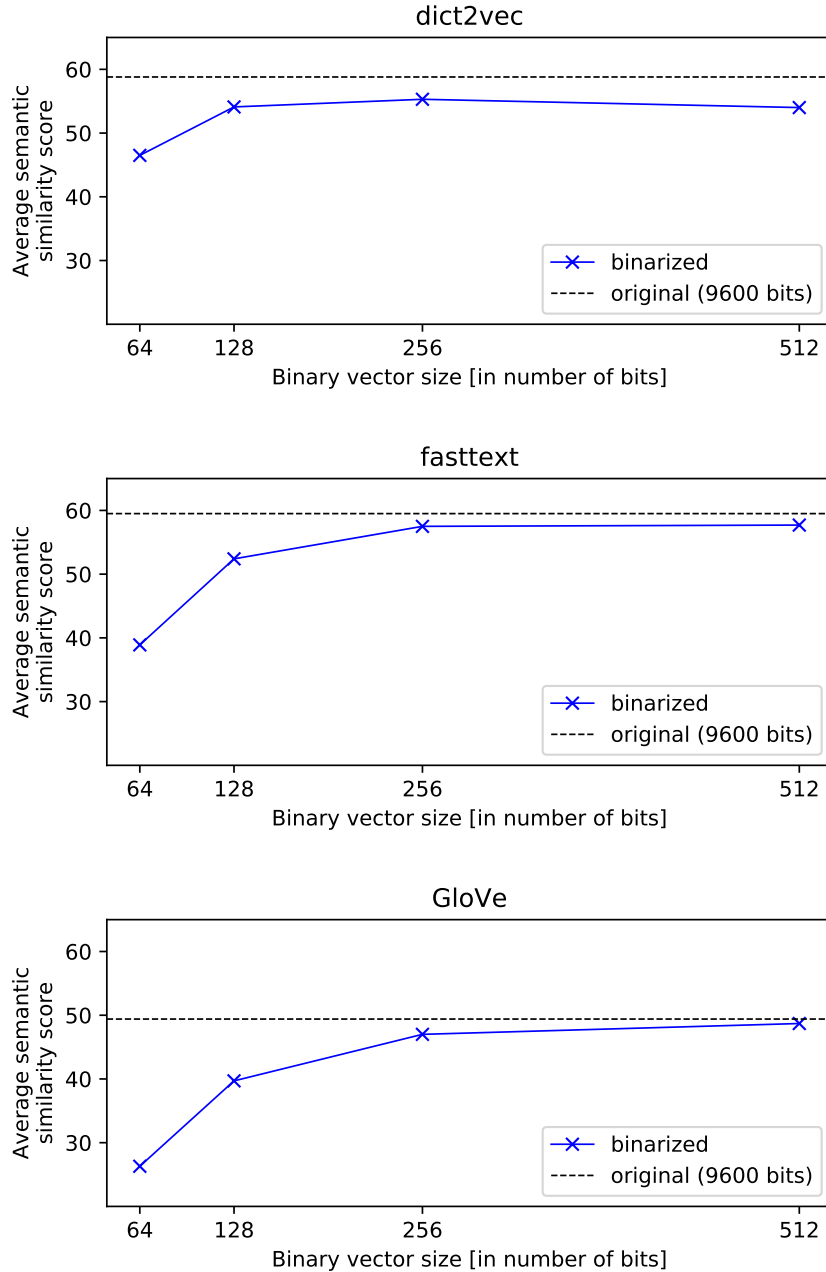 dict2vec
Average semantic
similarity score
60
50
40
30
binarized
original (9600 bits)
64 128 256 512
Binary vector size [in number of bits]
fasttext
Average semantic
similarity score
60
50
40
30
binarized
original (9600 bits)
64 128 256 512
Binary vector size [in number of bits]
GloVe
Average semantic
similarity score
60
50
40
30
binarized
original (9600 bits)
64 128 256 512
Binary vector size [in number of bits]